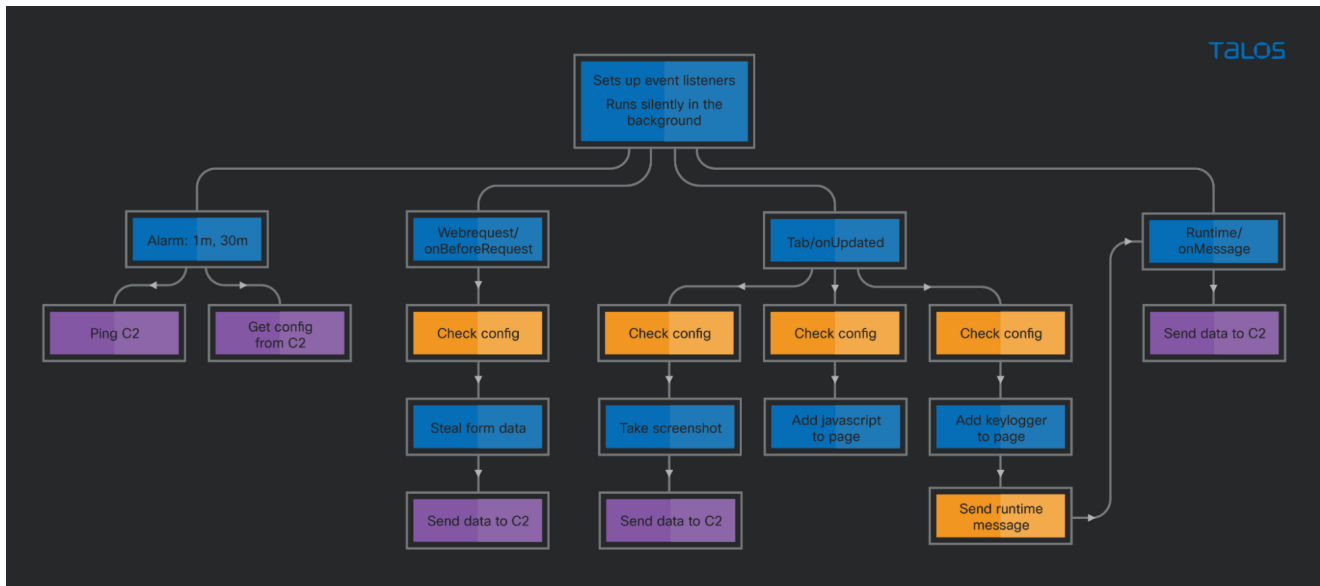 TALOS
Sets up event listeners
Runs silently in the
background
Alarm: 1m, 30m
Webrequest/
onBeforeRequest
Tab/onUpdated
Runtime/
onMessage
Ping C2
Get config
from C2
Check config
Check config
Check config
Check config
Send data to C2
Steal form data
Take screenshot
Add javascript
to page
Add keylogger
to page
Send data to C2
Send data to C2
Send runtime
message